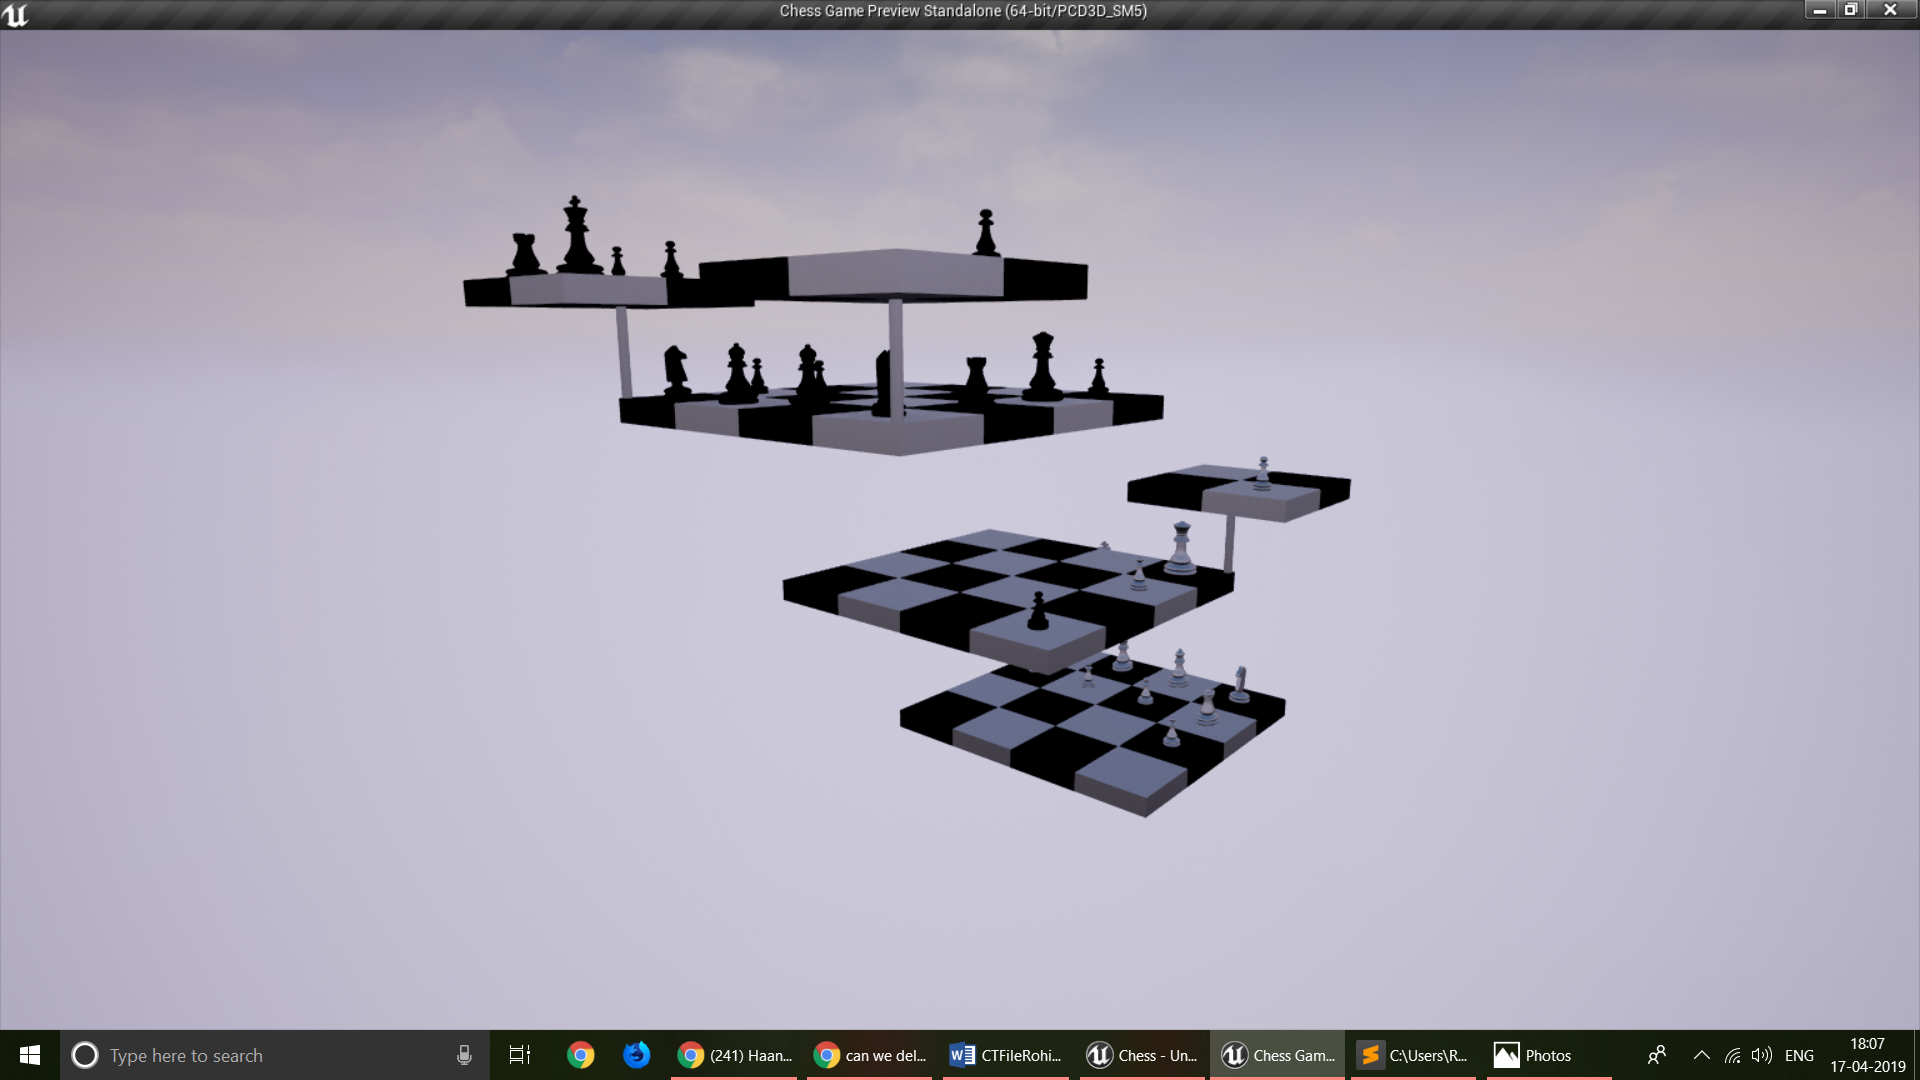 Chess Game Preview Standalone (64-bit/PCD3D_SM5)
Type here to search
(241) Haan...
can we del...
CTFileRohi...
Chess - Un...
Chess Gam...
C:\Users\R...
Photos
ENG
18:07
17-04-2019